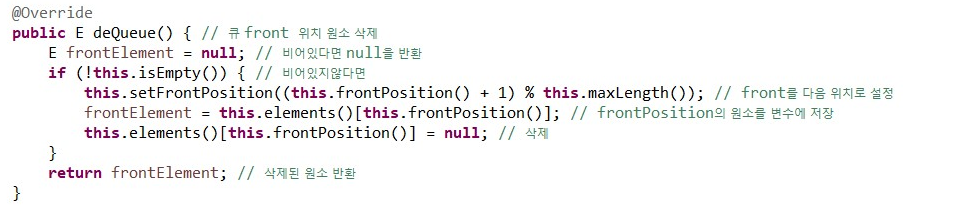 @Override
public E deQueue() { // 큐 front 위치 원소 삭제
    E frontElement = null; // 비어있다면 null을 반환
    if (!this.isEmpty()) { // 비어있지않다면
        this.setFrontPosition((this.frontPosition() + 1) % this.maxLength()); // front를 다음 위치로 설정
        frontElement = this.elements()[this.frontPosition()]; // frontPosition의 원소를 변수에 저장
        this.elements()[this.frontPosition()] = null; // 삭제
    }
    return frontElement; // 삭제된 원소 반환
}